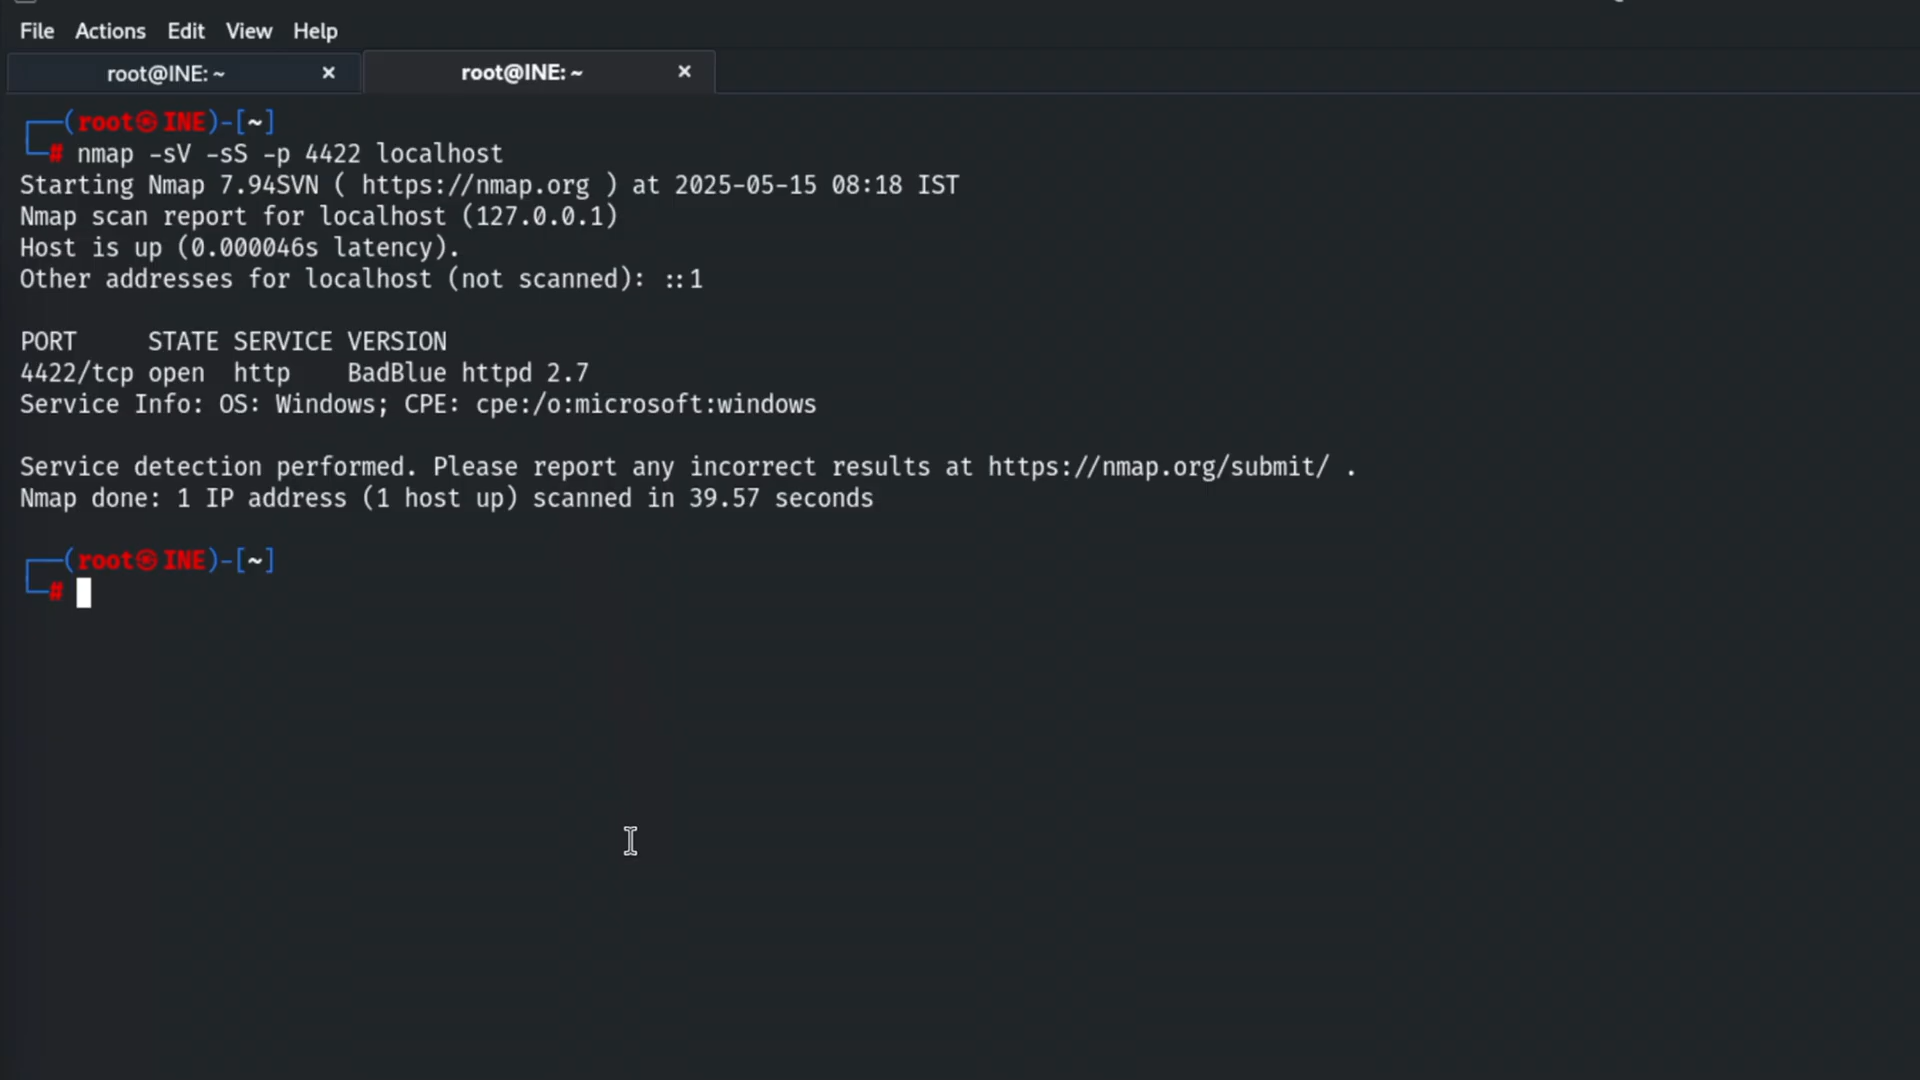 File Actions Edit View Help
root@INE: ~ × root@INE: ~ ×
┌──(root㉿INE)-[~]
└─# nmap -sV -sS -p 4422 localhost
Starting Nmap 7.94SVN ( https://nmap.org ) at 2025-05-15 08:18 IST
Nmap scan report for localhost (127.0.0.1)
Host is up (0.000046s latency).
Other addresses for localhost (not scanned): ::1
PORT     STATE SERVICE VERSION
4422/tcp open  http    BadBlue httpd 2.7
Service Info: OS: Windows; CPE: cpe:/o:microsoft:windows
Service detection performed. Please report any incorrect results at https://nmap.org/submit/ .
Nmap done: 1 IP address (1 host up) scanned in 39.57 seconds
┌──(root㉿INE)-[~]
└─#